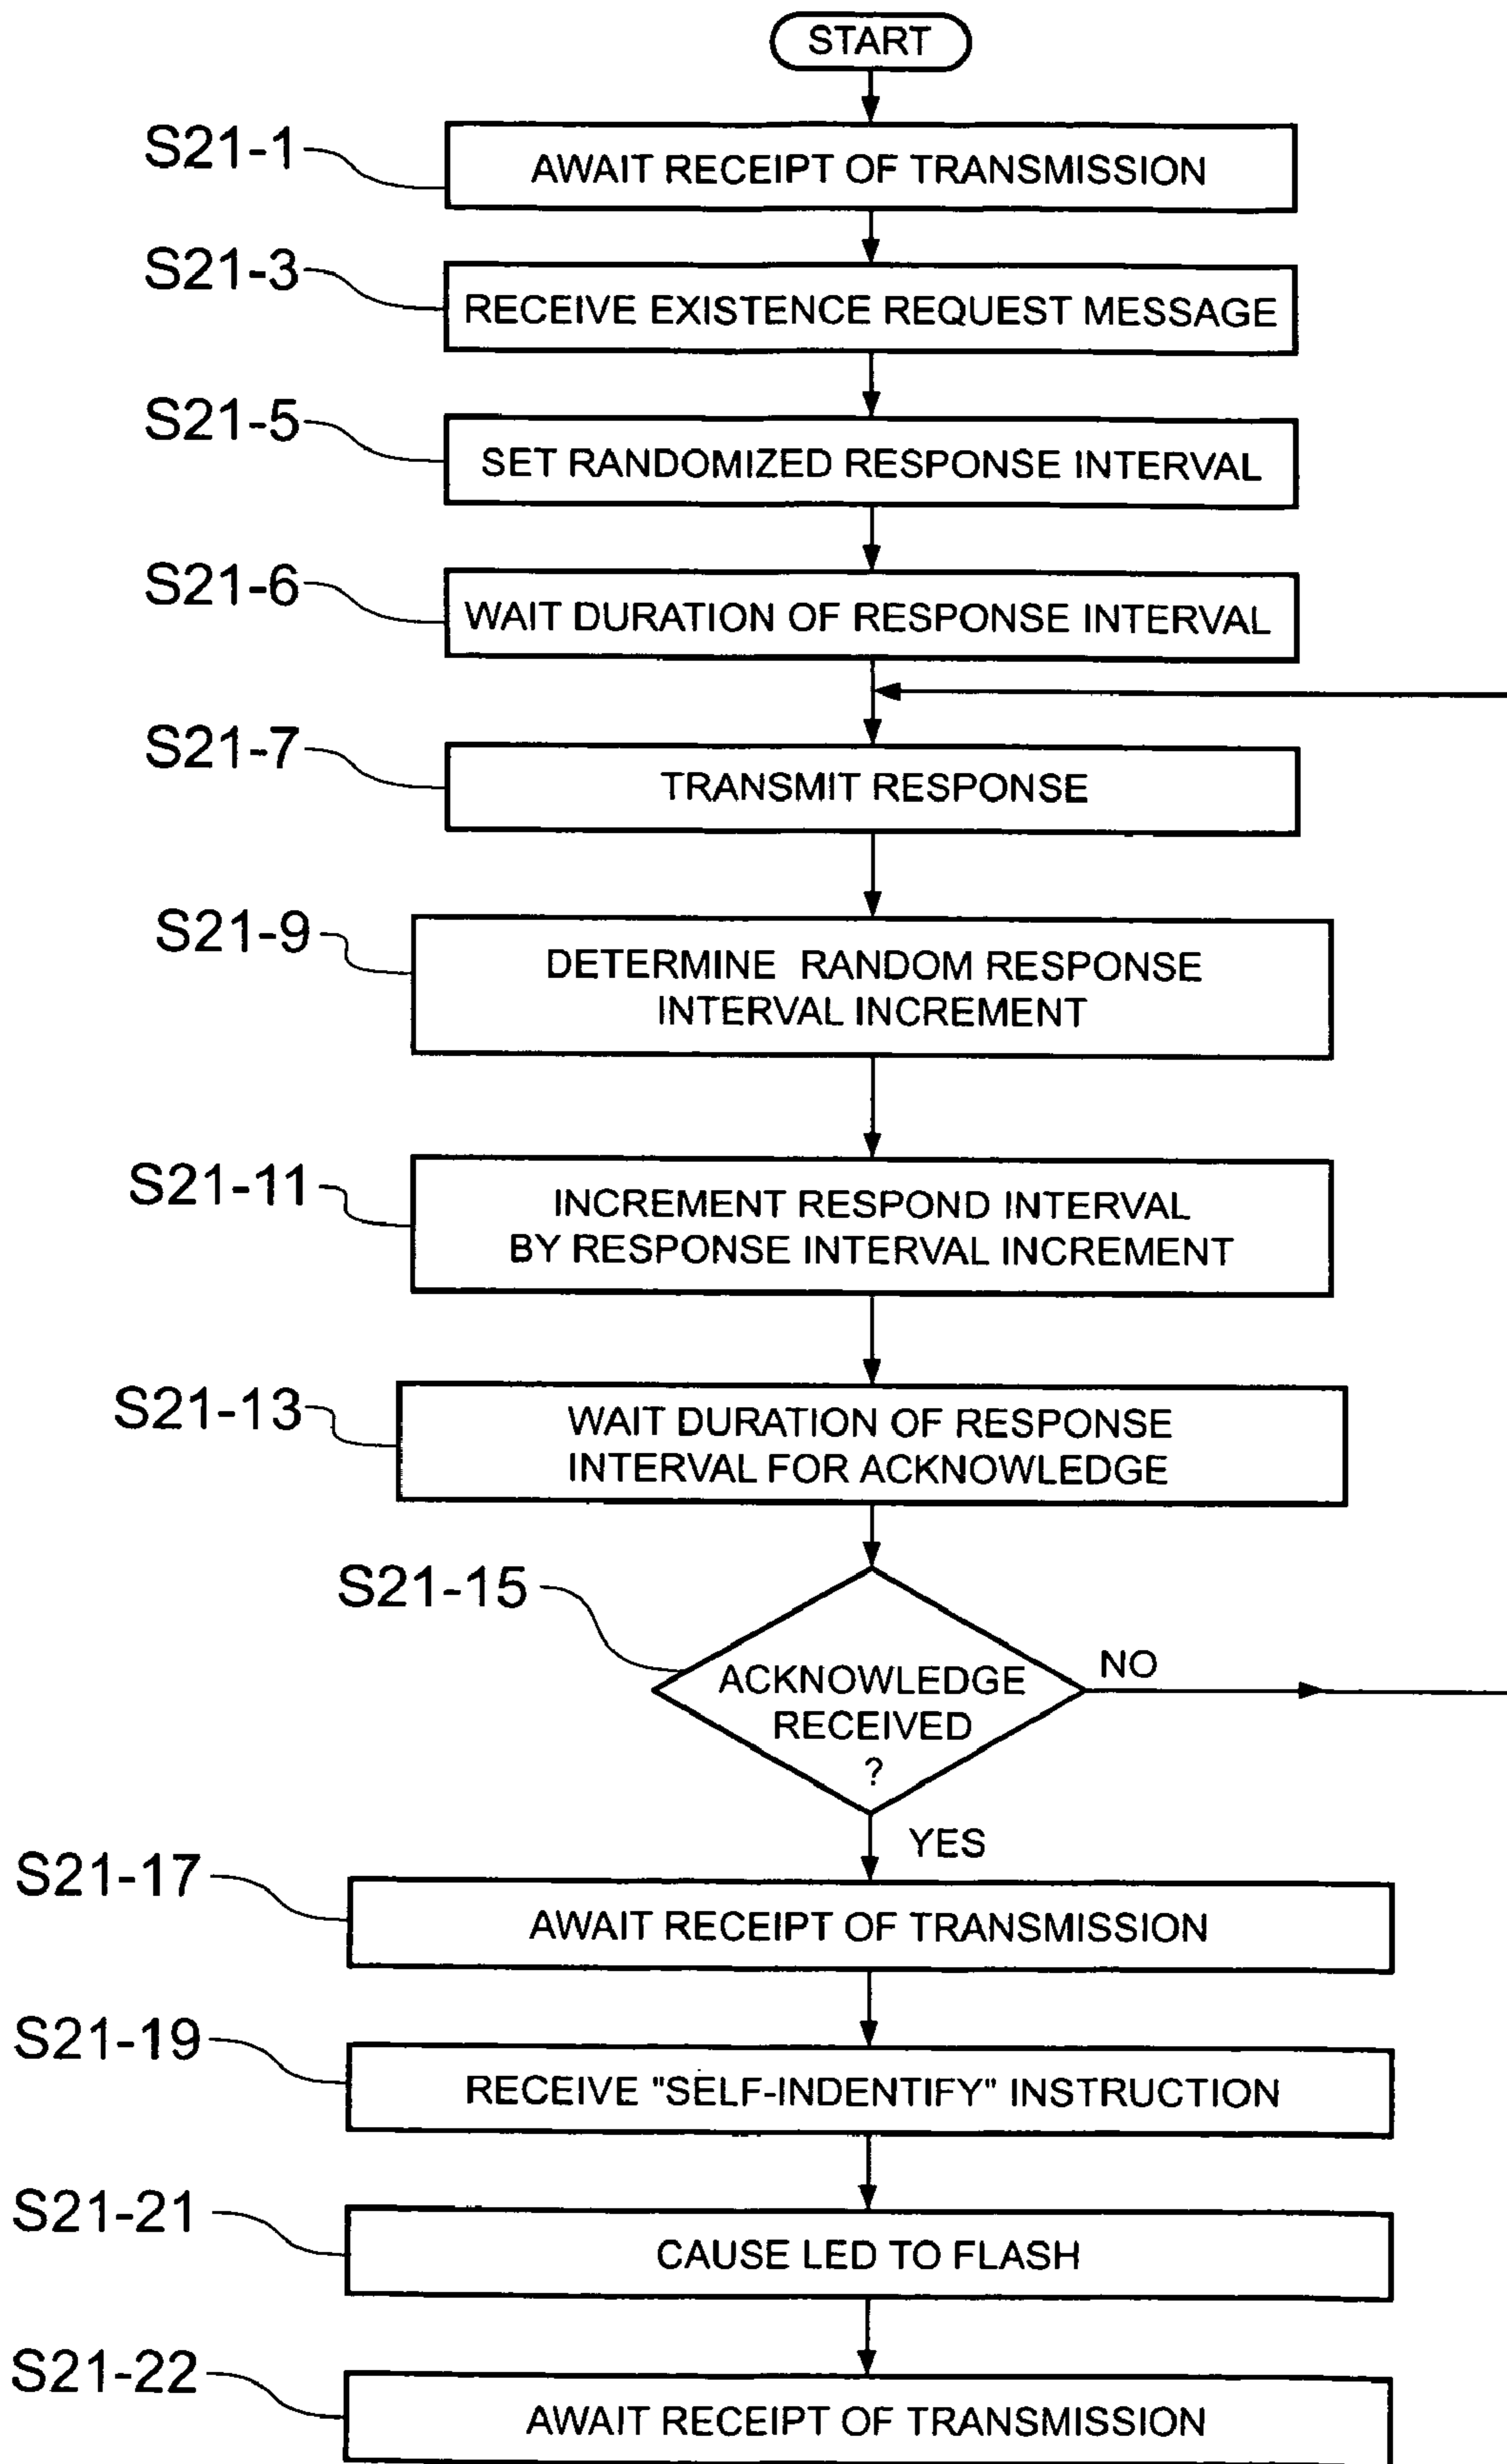 START
S21-1
AWAIT RECEIPT OF TRANSMISSION
S21-3
RECEIVE EXISTENCE REQUEST MESSAGE
S21-5
SET RANDOMIZED RESPONSE INTERVAL
S21-6
WAIT DURATION OF RESPONSE INTERVAL
S21-7
TRANSMIT RESPONSE
S21-9
DETERMINE RANDOM RESPONSE
INTERVAL INCREMENT
S21-11
INCREMENT RESPOND INTERVAL
BY RESPONSE INTERVAL INCREMENT
S21-13
WAIT DURATION OF RESPONSE
INTERVAL FOR ACKNOWLEDGE
S21-15
ACKNOWLEDGE
RECEIVED
?
NO
YES
S21-17
AWAIT RECEIPT OF TRANSMISSION
S21-19
RECEIVE "SELF-INDENTIFY" INSTRUCTION
S21-21
CAUSE LED TO FLASH
S21-22
AWAIT RECEIPT OF TRANSMISSION